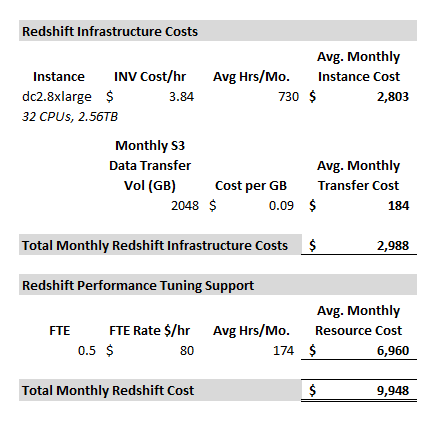 Redshift Infrastructure Costs
Avg. Monthly
Instance INV Cost/hr Avg Hrs/Mo. Instance Cost
dc2.8xlarge $ 3.84 730 $ 2,803
32 CPUs, 2.56TB
Monthly S3
Data Transfer Avg. Monthly
Vol (GB) Cost per GB Transfer Cost
2048 $ 0.09 $ 184
Total Monthly Redshift Infrastructure Costs $ 2,988
Redshift Performance Tuning Support
Avg. Monthly
FTE FTE Rate $/hr Avg Hrs/Mo. Resource Cost
0.5 $ 80 174 $ 6,960
Total Monthly Redshift Cost $ 9,948